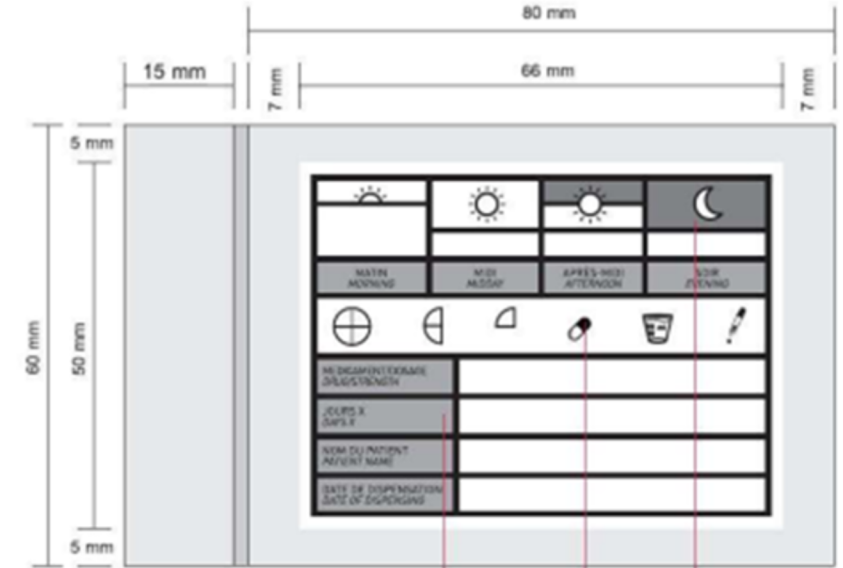 80 mm
15 mm
7 mm
66 mm
7 mm
5 mm
60 mm
50 mm
MATIN
MORNING
MIDI
MIDDAY
APRÈS-MIDI
AFTERNOON
SOIR
EVENING
DRUG/STRENGTH
JOURS X
DAYS X
NOM DU PATIENT
PATIENT NAME
DATE DE DISPENSATION
DATE OF DISPENSING
5 mm